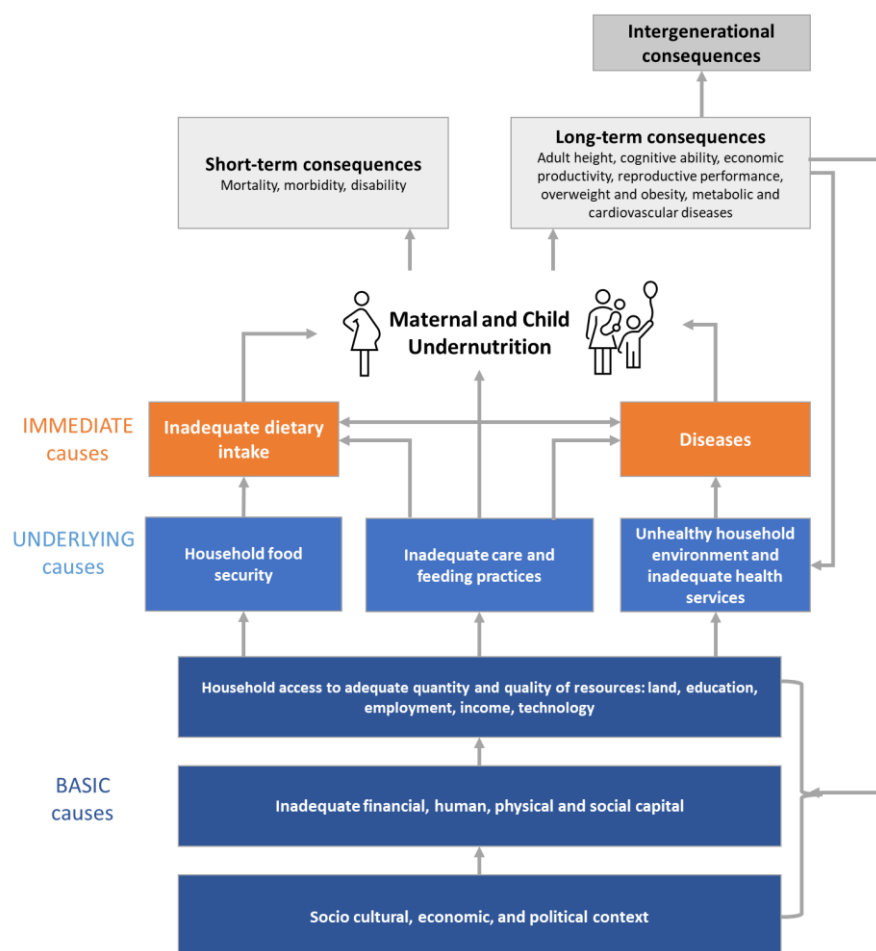 Intergenerational
consequences
Short-term consequences
Mortality, morbidity, disability
Long-term consequences
Adult height, cognitive ability, economic
productivity, reproductive performance,
overweight and obesity, metabolic and
cardiovascular diseases
Maternal and Child
Undernutrition
IMMEDIATE
causes
Inadequate dietary
intake
Diseases
UNDERLYING
causes
Household food
security
Inadequate care and
feeding practices
Unhealthy household
environment and
inadequate health
services
BASIC
causes
Household access to adequate quantity and quality of resources: land, education,
employment, income, technology
Inadequate financial, human, physical and social capital
Socio cultural, economic, and political context